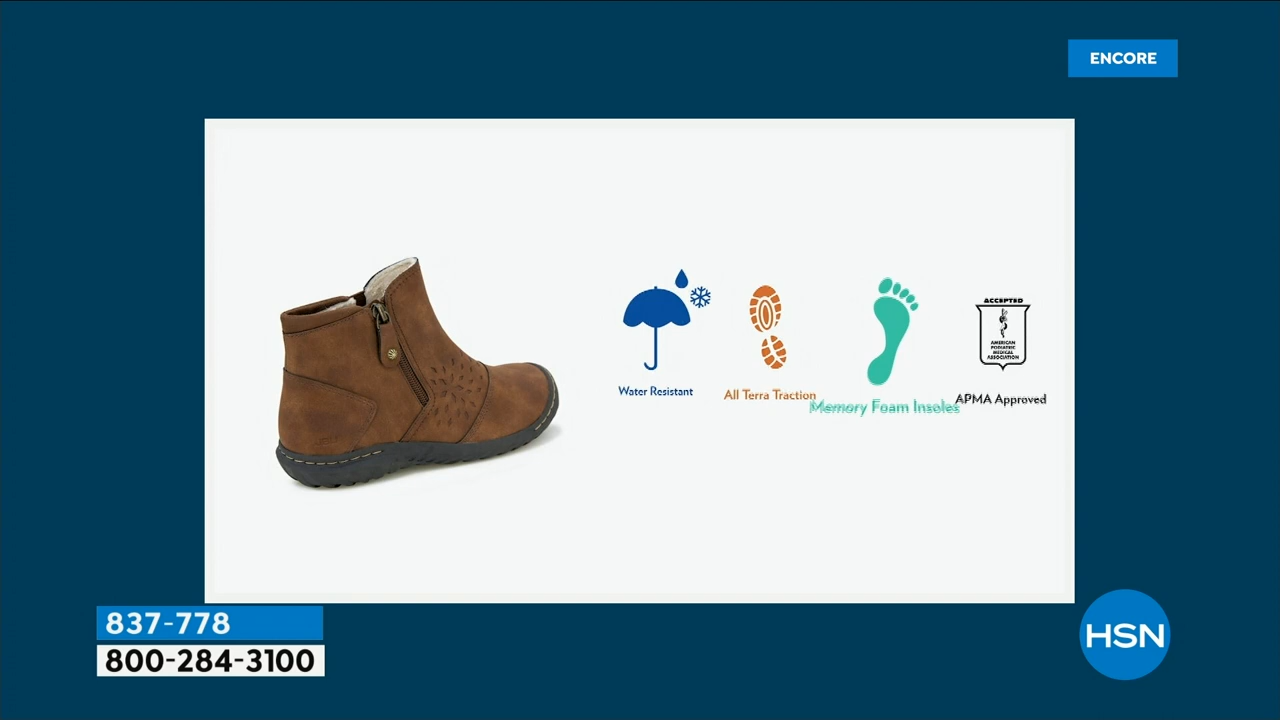 ENCORE
ACCEPTED
AMERICAN
PODIATRIC
MEDICAL
ASSOCIATION
Water Resistant
All Terra Traction
Memory Foam Insoles
APMA Approved
837-778
800-284-3100
HSN